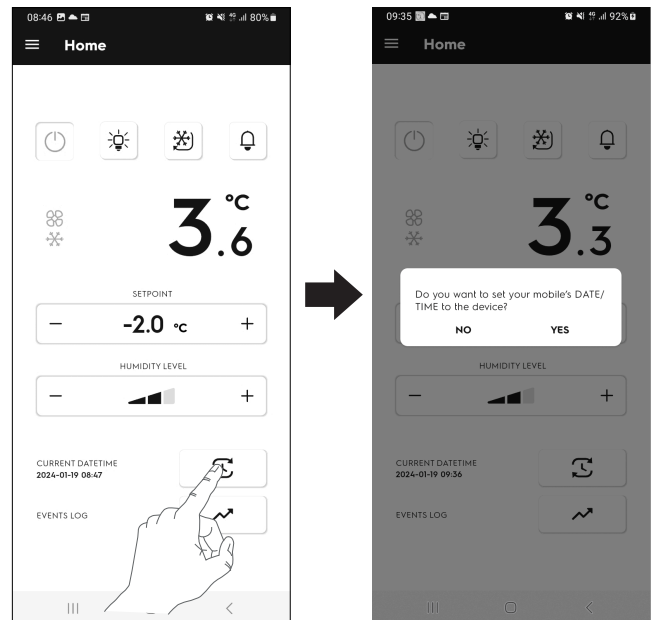 08:46 80%
Home
3.6 °C
SETPOINT
− -2.0 °C +
HUMIDITY LEVEL
− +
CURRENT DATETIME
2024-01-19 08:47
EVENTS LOG
09:35 92%
Home
3.3 °C
Do you want to set your mobile's DATE/
TIME to the device?
NO YES
HUMIDITY LEVEL
− +
CURRENT DATETIME
2024-01-19 09:36
EVENTS LOG